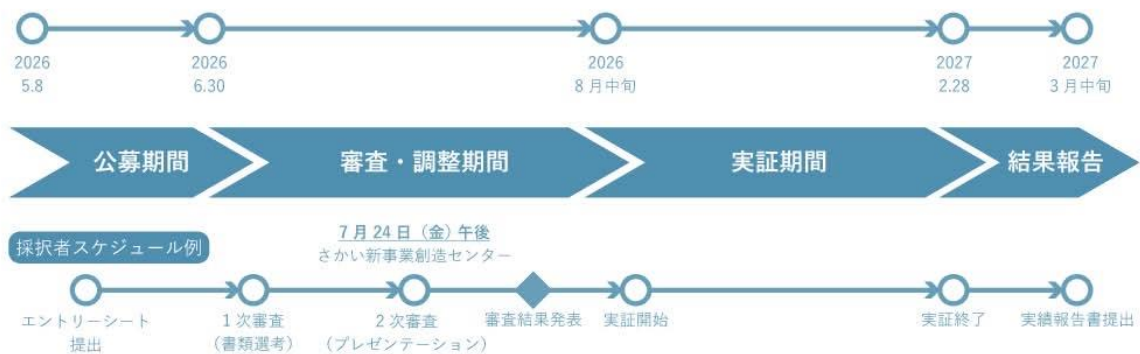 2026
5.8
2026
6.30
2026
8月中旬
2027
2.28
2027
3月中旬
公募期間
審査・調整期間
実証期間
結果報告
採択者スケジュール例
7月24日（金）午後
さかい新事業創造センター
エントリーシート
提出
1次審査
（書類選考）
2次審査
（プレゼンテーション）
審査結果発表
実証開始
実証終了
実績報告書提出